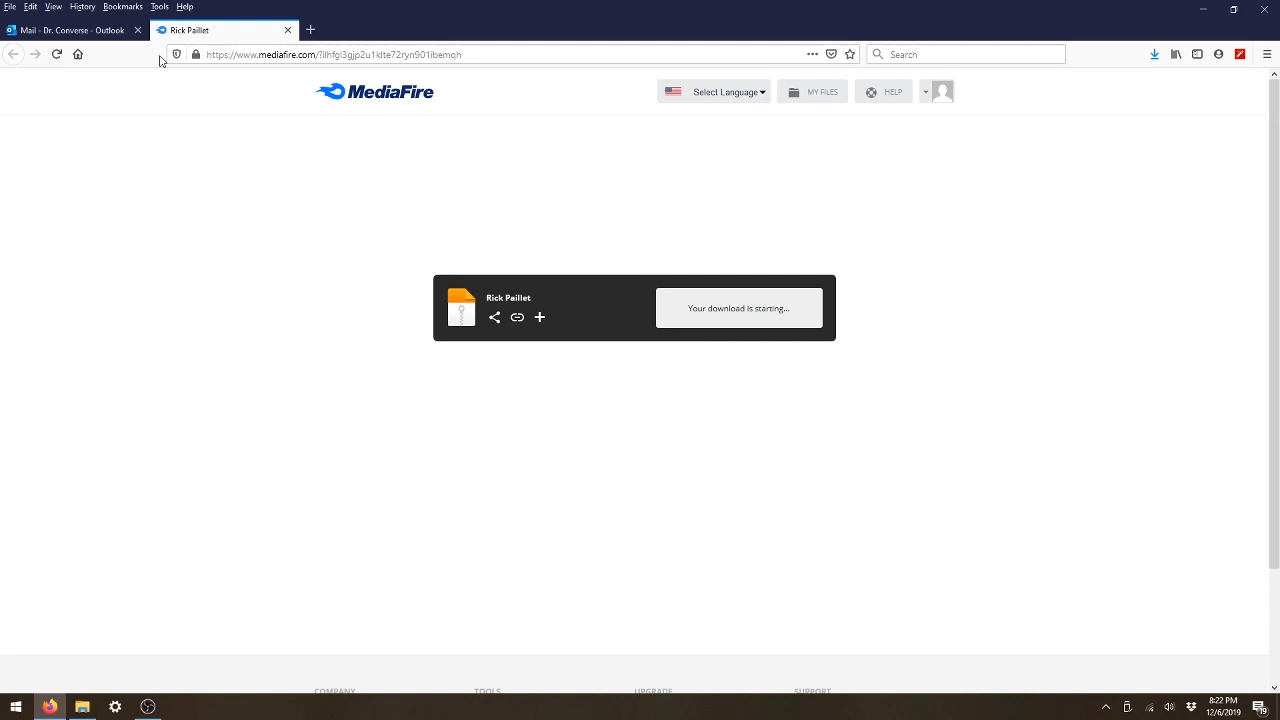 File Edit View History Bookmarks Tools Help
Mail - Dr. Converse - Outlook
Rick Paillet
https://www.mediafire.com/?ilhfgl3gjp2u1klte72ryn901ibemqh
Search
MediaFire
Select Language
MY FILES
HELP
Rick Paillet
Your download is starting...
COMPANY TOOLS UPGRADE SUPPORT
8:22 PM
12/6/2019